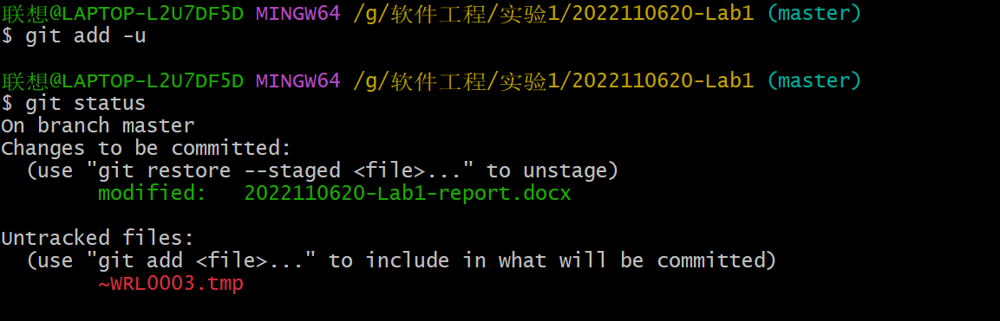 联想@LAPTOP-L2U7DF5D MINGW64 /g/软件工程/实验1/2022110620-Lab1 (master)
$ git add -u
联想@LAPTOP-L2U7DF5D MINGW64 /g/软件工程/实验1/2022110620-Lab1 (master)
$ git status
On branch master
Changes to be committed:
  (use "git restore --staged <file>..." to unstage)
        modified:   2022110620-Lab1-report.docx
Untracked files:
  (use "git add <file>..." to include in what will be committed)
        ~WRL0003.tmp